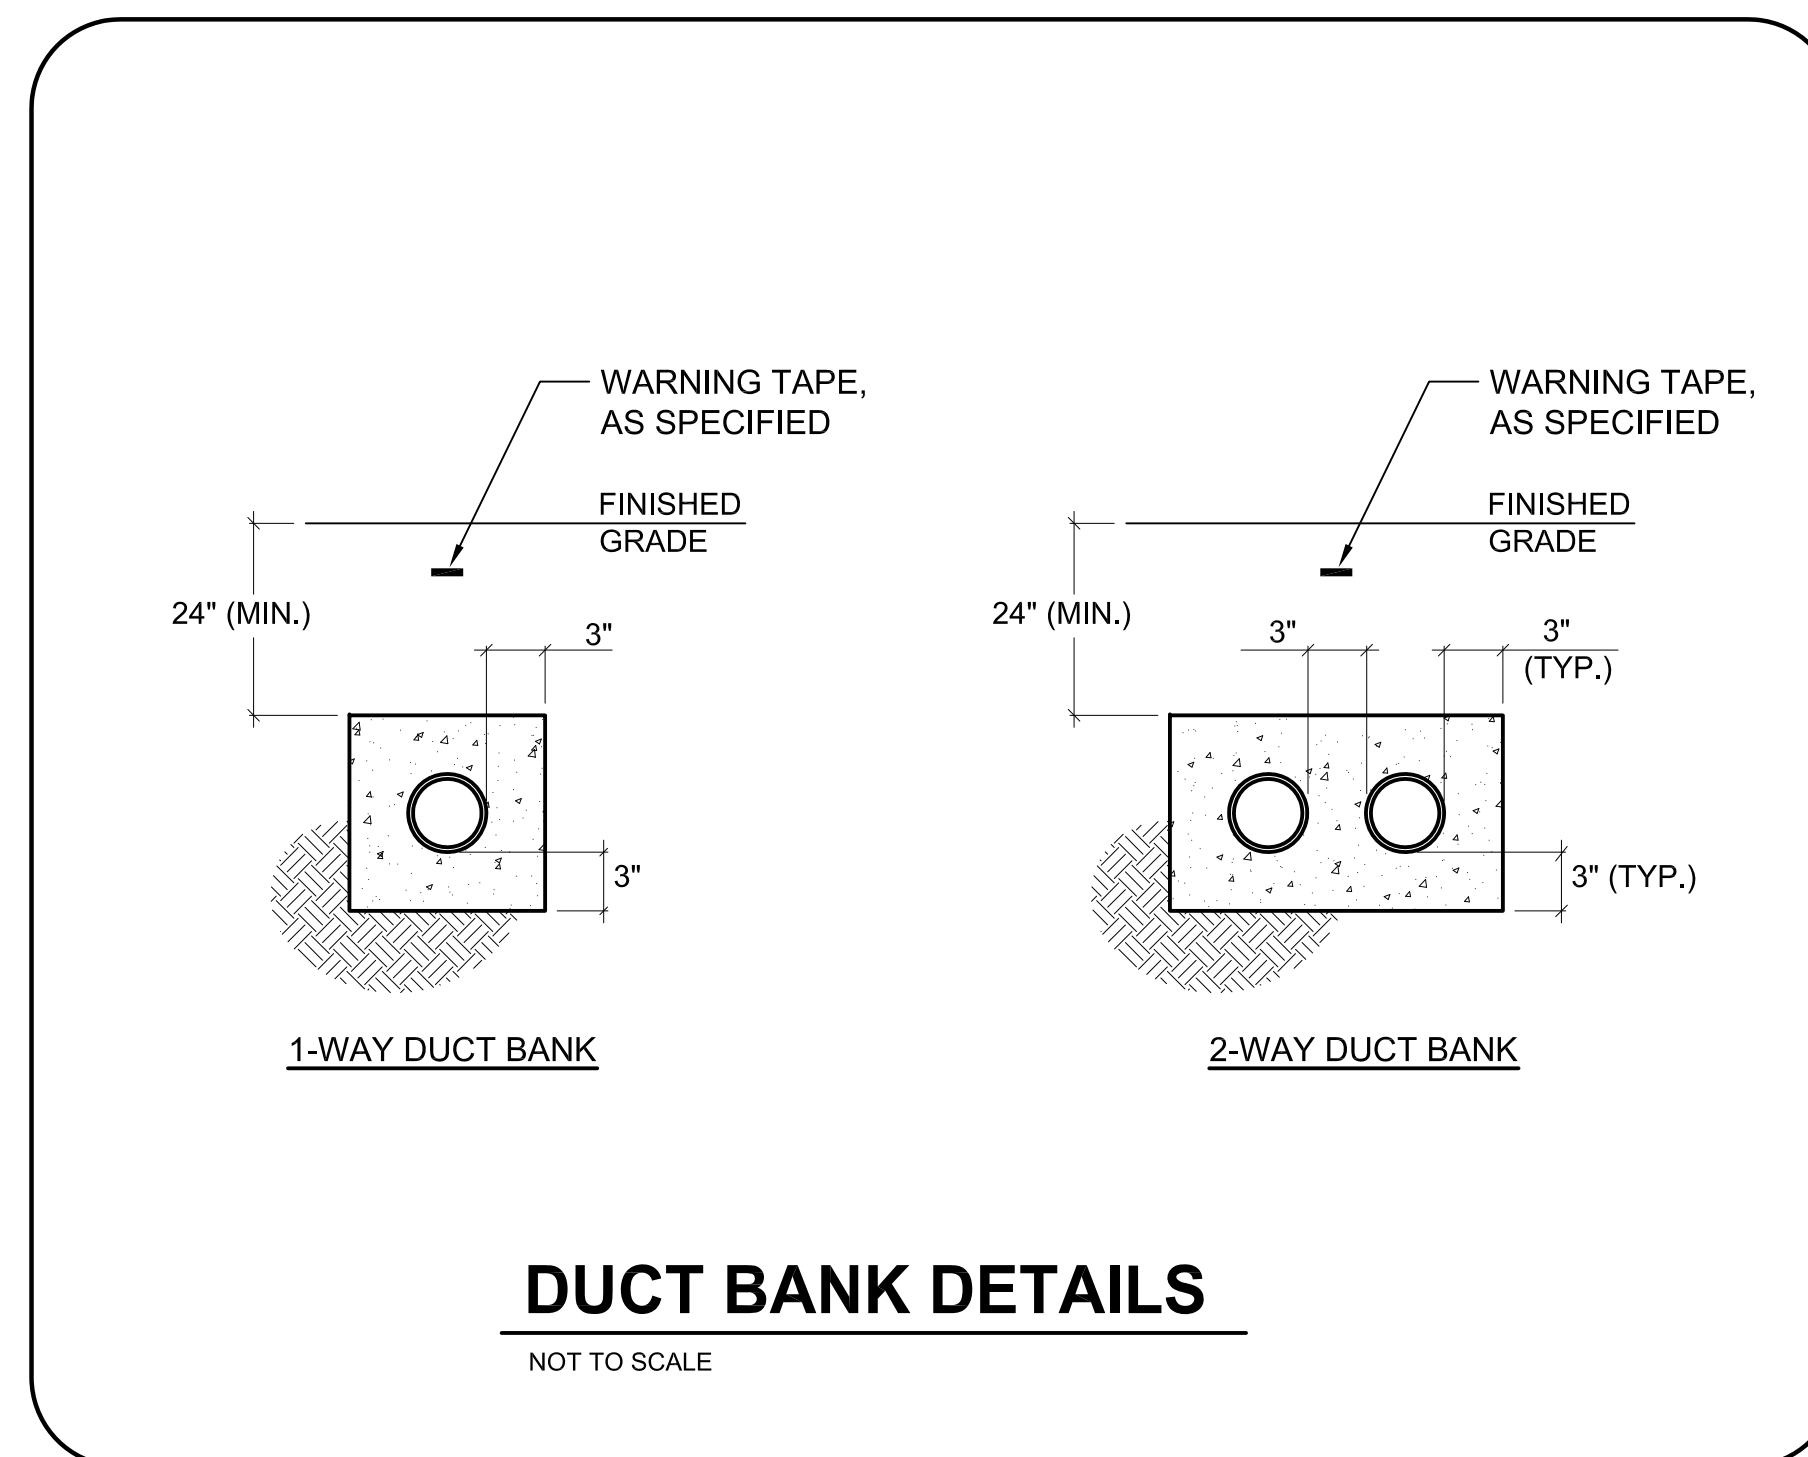 WARNING TAPE,
AS SPECIFIED
FINISHED
GRADE
24" (MIN.)
3"
3"
1-WAY DUCT BANK
WARNING TAPE,
AS SPECIFIED
FINISHED
GRADE
24" (MIN.)
3"
3"
(TYP.)
3" (TYP.)
2-WAY DUCT BANK
DUCT BANK DETAILS
NOT TO SCALE